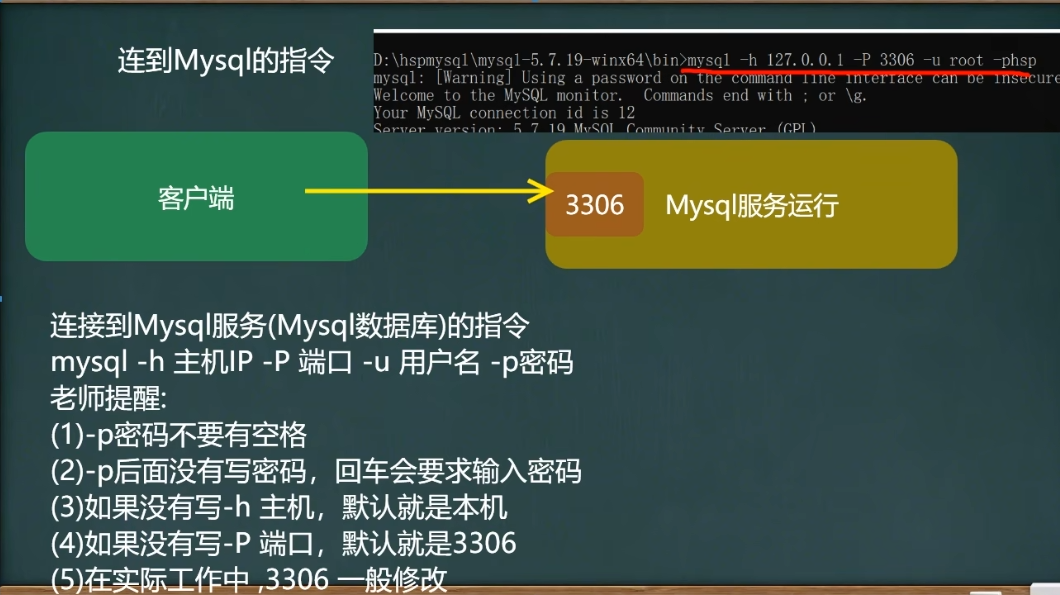 连到Mysql的指令
D:\hspmysql\mysql-5.7.19-winx64\bin>mysql -h 127.0.0.1 -P 3306 -u root -phsp
mysql: [Warning] Using a password on the command line interface can be insecure
Welcome to the MySQL monitor.  Commands end with ; or \g.
Your MySQL connection id is 12
Server version: 5.7.19 MySQL Community Server (GPL)
客户端
3306
Mysql服务运行
连接到Mysql服务(Mysql数据库)的指令
mysql -h 主机IP -P 端口 -u 用户名 -p密码
老师提醒:
(1)-p密码不要有空格
(2)-p后面没有写密码，回车会要求输入密码
(3)如果没有写-h 主机，默认就是本机
(4)如果没有写-P 端口，默认就是3306
(5)在实际工作中 ,3306 一般修改